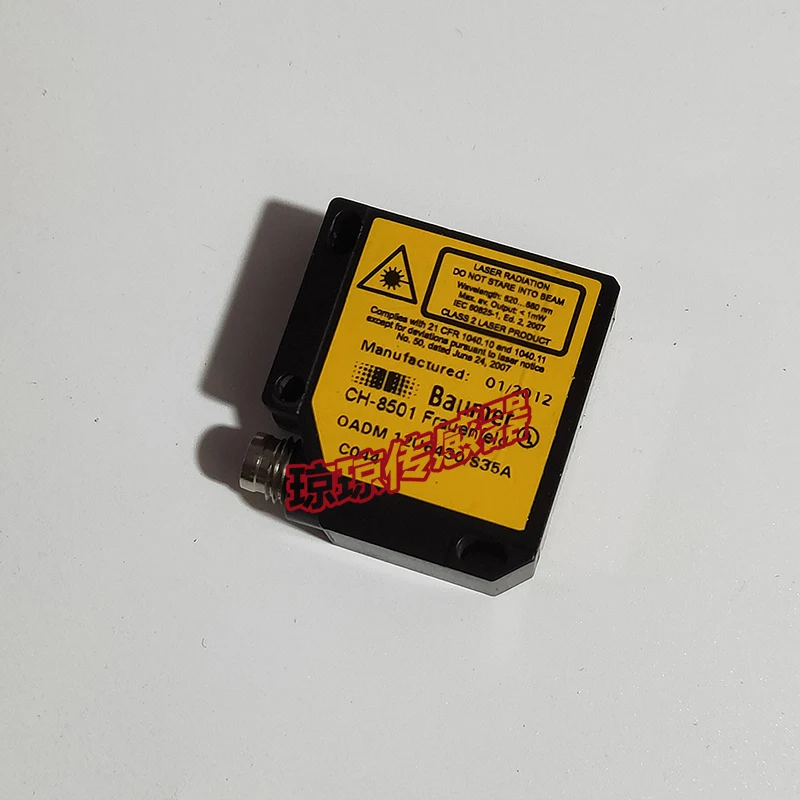 LASER RADIATION
DO NOT STARE INTO BEAM
Wavelength: 620...680 nm
Max. av. Output: < 1mW
IEC 60825-1, Ed. 2, 2007
CLASS 2 LASER PRODUCT
Complies with 21 CFR 1040.10 and 1040.11
except for deviations pursuant to laser notice
No. 50, dated June 24, 2007
Manufactured: 01/2012
Baumer
CH-8501 Frauenfeld
OADM 12U6430/S35A
C044
琼琼传感器